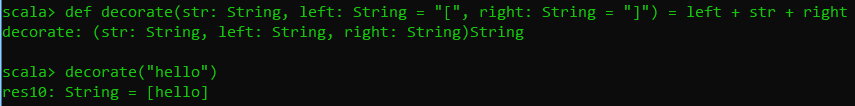 scala> def decorate(str: String, left: String = "[", right: String = "]") = left + str + right
decorate: (str: String, left: String, right: String)String
scala> decorate("hello")
res10: String = [hello]